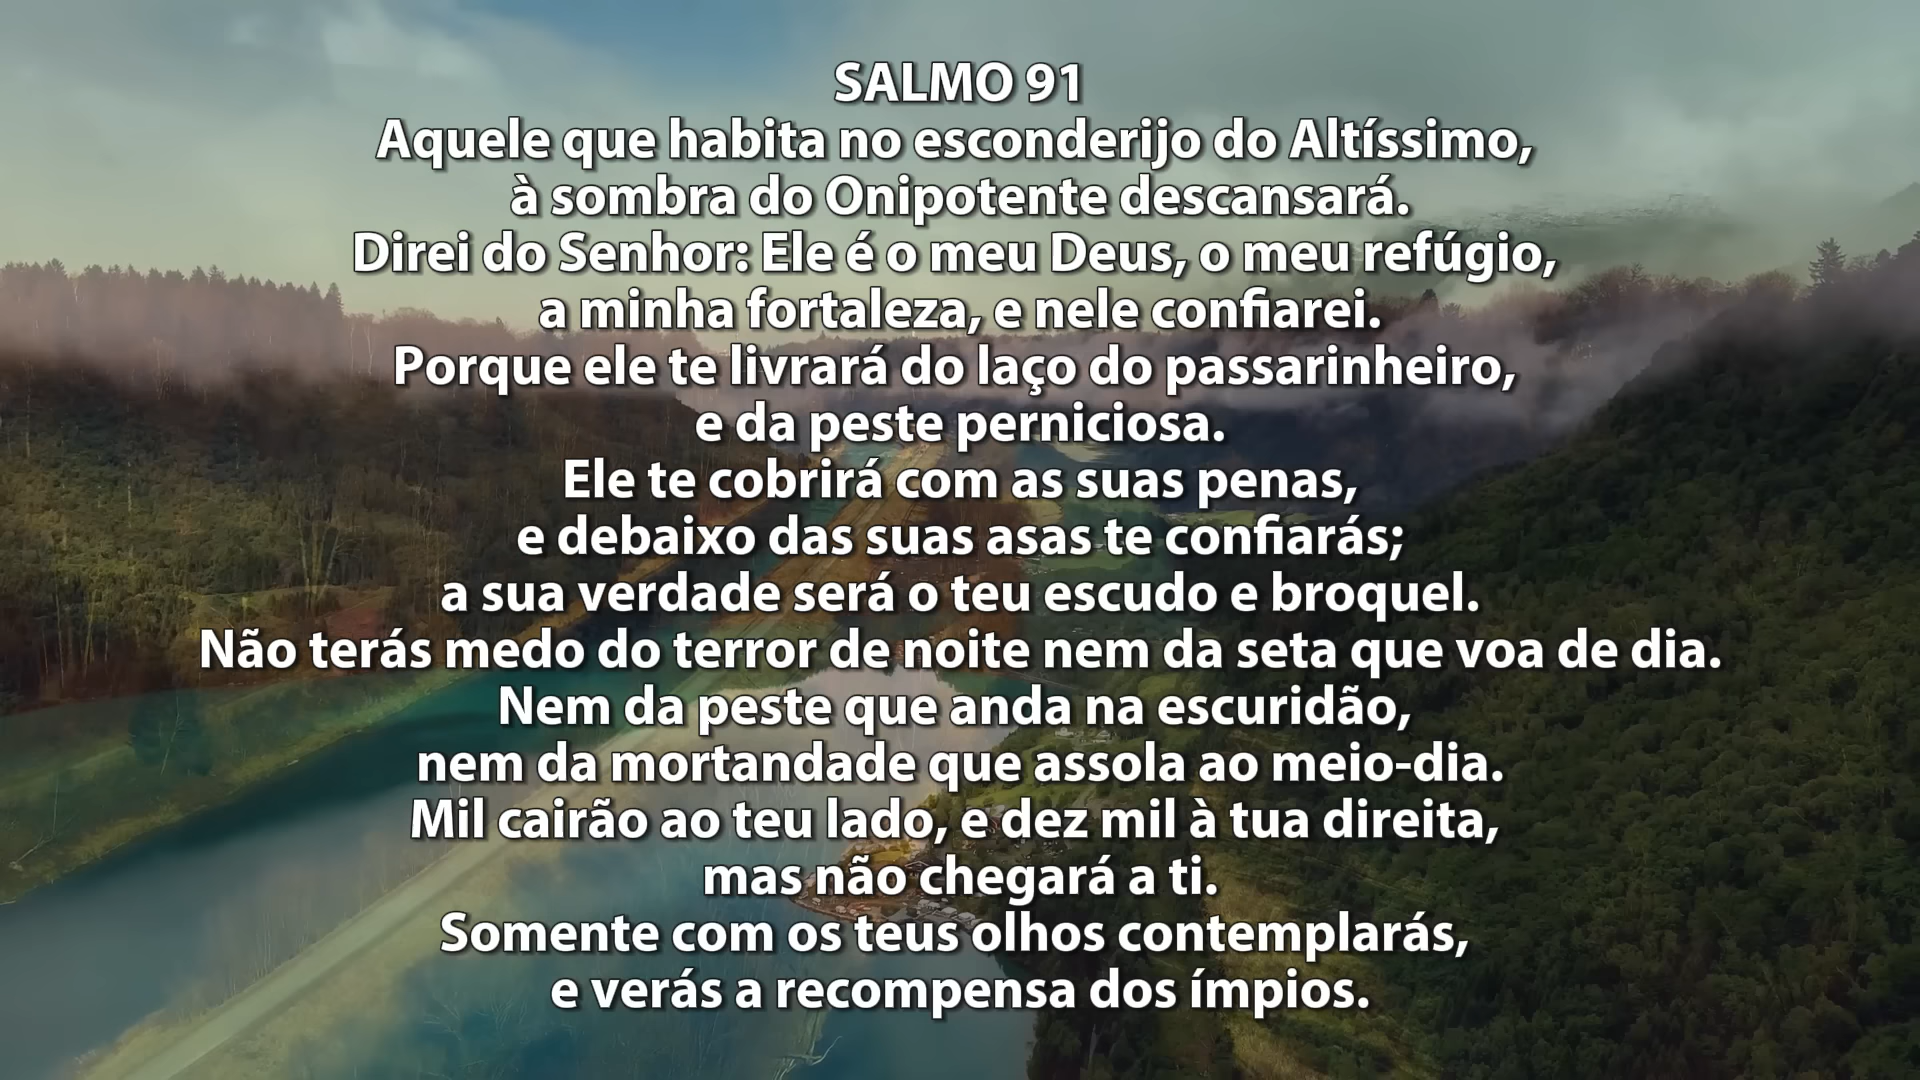 SALMO 91
Aquele que habita no esconderijo do Altíssimo,
à sombra do Onipotente descansará.
Direi do Senhor: Ele é o meu Deus, o meu refúgio,
a minha fortaleza, e nele confiarei.
Porque ele te livrará do laço do passarinheiro,
e da peste perniciosa.
Ele te cobrirá com as suas penas,
e debaixo das suas asas te confiarás;
a sua verdade será o teu escudo e broquel.
Não terás medo do terror de noite nem da seta que voa de dia.
Nem da peste que anda na escuridão,
nem da mortandade que assola ao meio-dia.
Mil cairão ao teu lado, e dez mil à tua direita,
mas não chegará a ti.
Somente com os teus olhos contemplarás,
e verás a recompensa dos ímpios.